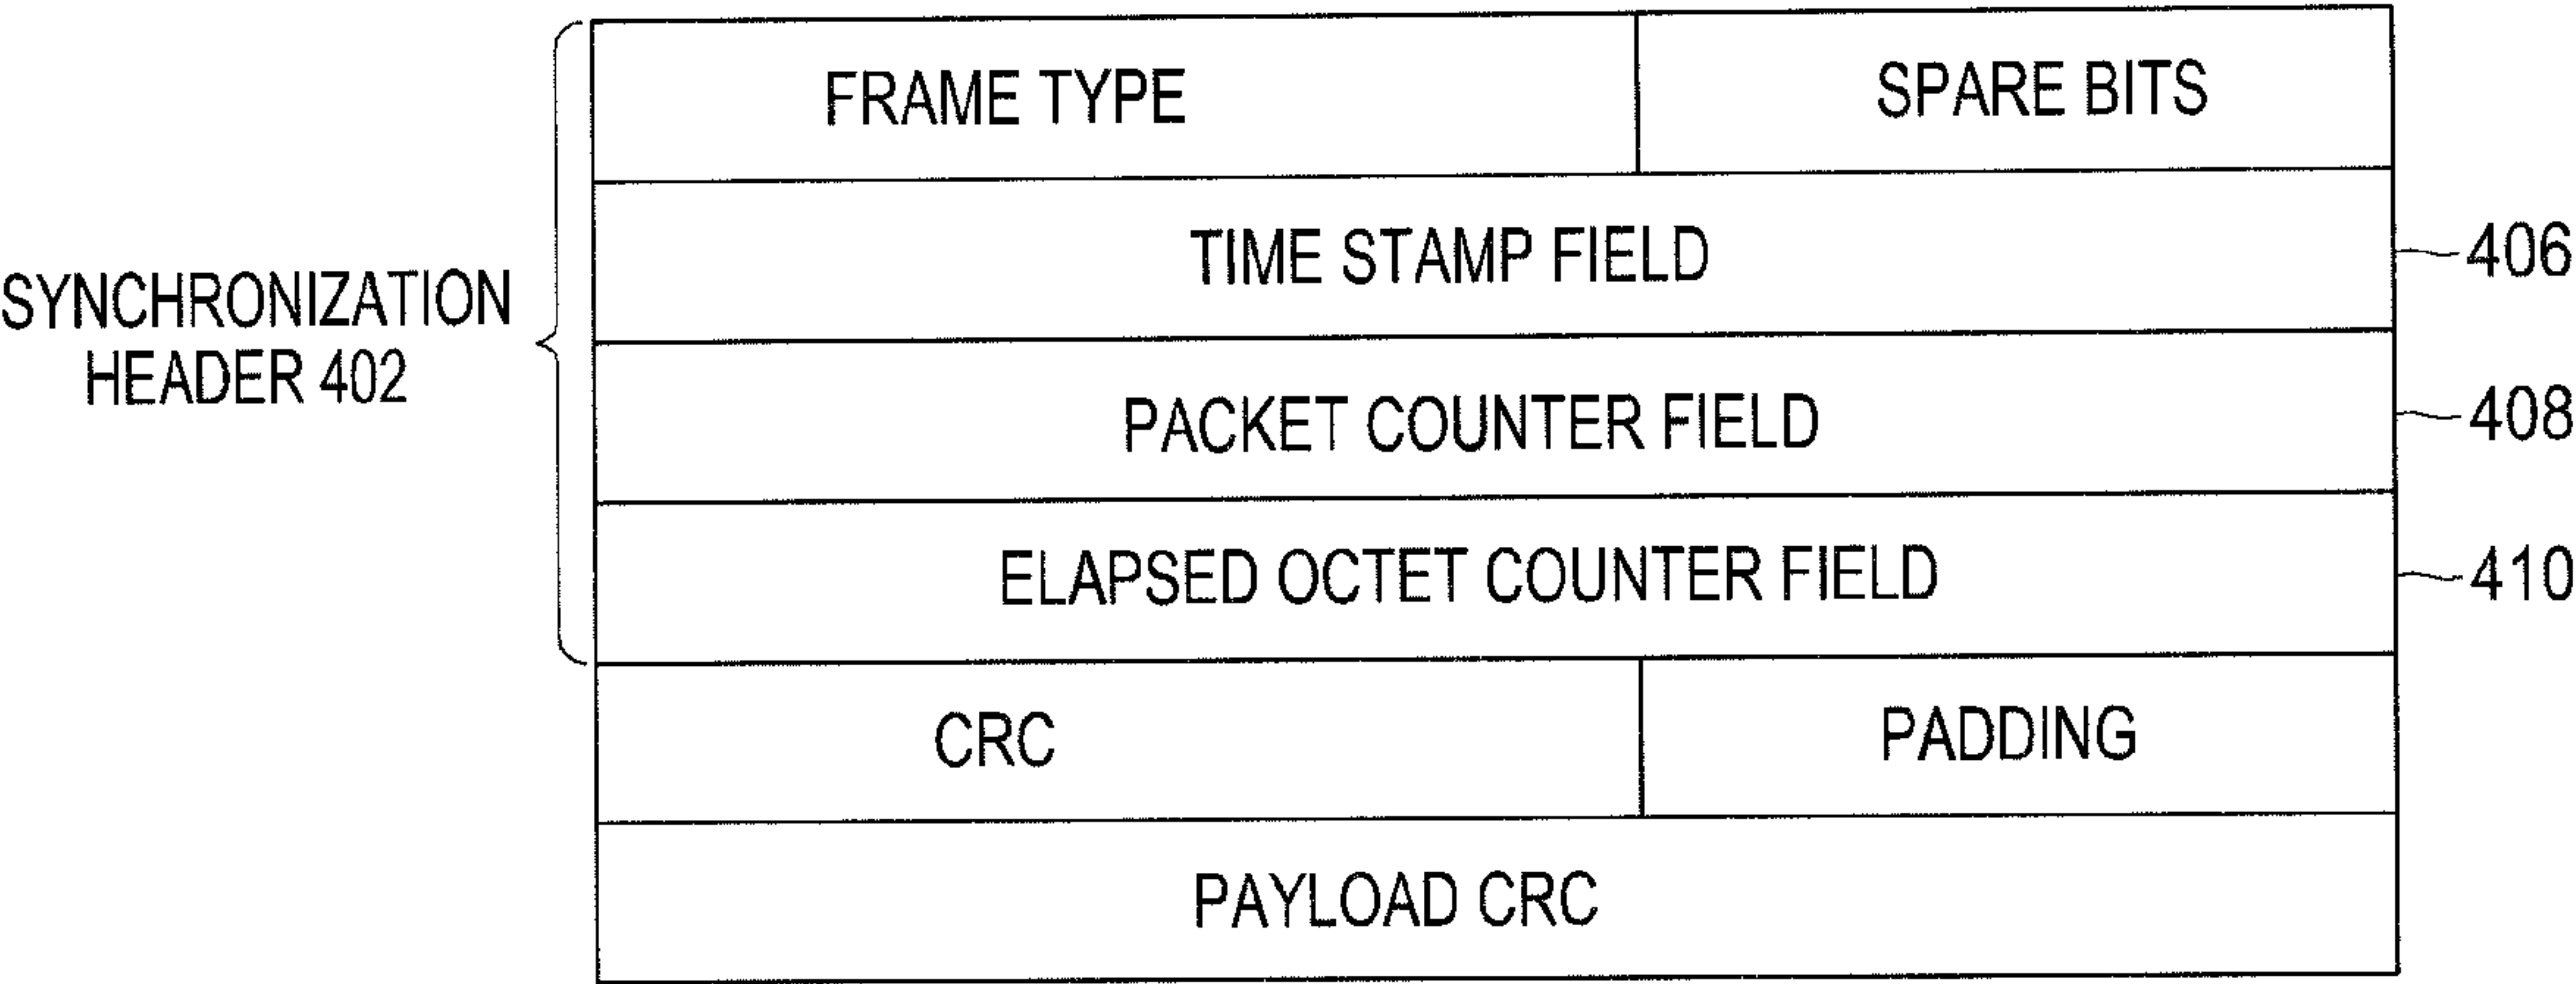 FRAME TYPE SPARE BITS
TIME STAMP FIELD 406
SYNCHRONIZATION
HEADER 402
PACKET COUNTER FIELD 408
ELAPSED OCTET COUNTER FIELD 410
CRC PADDING
PAYLOAD CRC